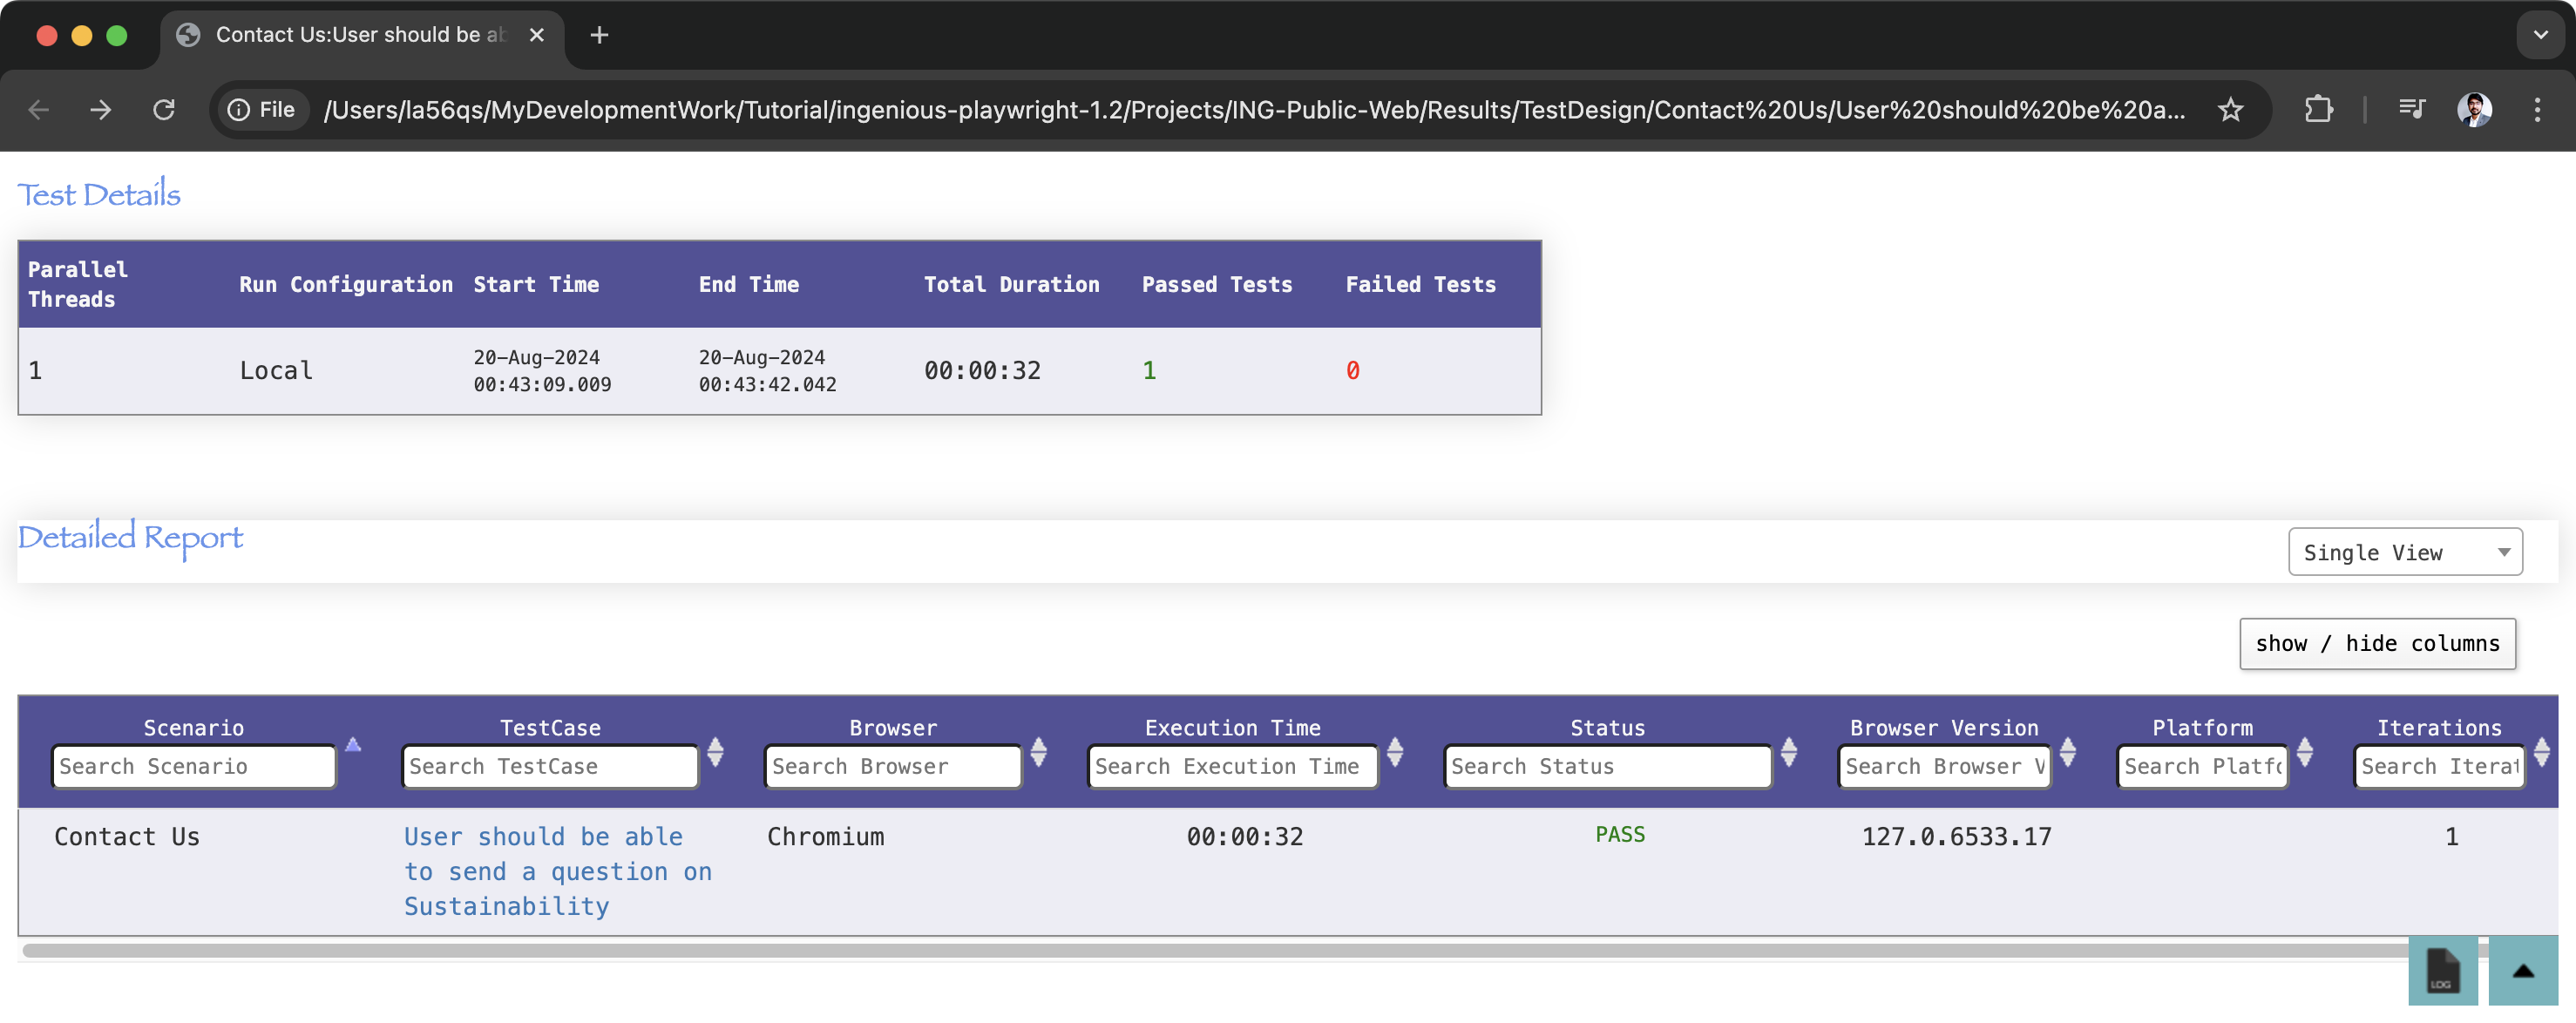 Contact Us:User should be ab
File
/Users/la56qs/MyDevelopmentWork/Tutorial/ingenious-playwright-1.2/Projects/ING-Public-Web/Results/TestDesign/Contact%20Us/User%20should%20be%20a...
Test Details
Parallel Threads
Run Configuration
Start Time
End Time
Total Duration
Passed Tests
Failed Tests
1
Local
20-Aug-2024
00:43:09.009
20-Aug-2024
00:43:42.042
00:00:32
1
0
Detailed Report
Single View
show / hide columns
Scenario
TestCase
Browser
Execution Time
Status
Browser Version
Platform
Iterations
Search Scenario
Search TestCase
Search Browser
Search Execution Time
Search Status
Search Browser V
Search Platfo
Search Iterat
Contact Us
User should be able
to send a question on
Sustainability
Chromium
00:00:32
PASS
127.0.6533.17
1
LOG